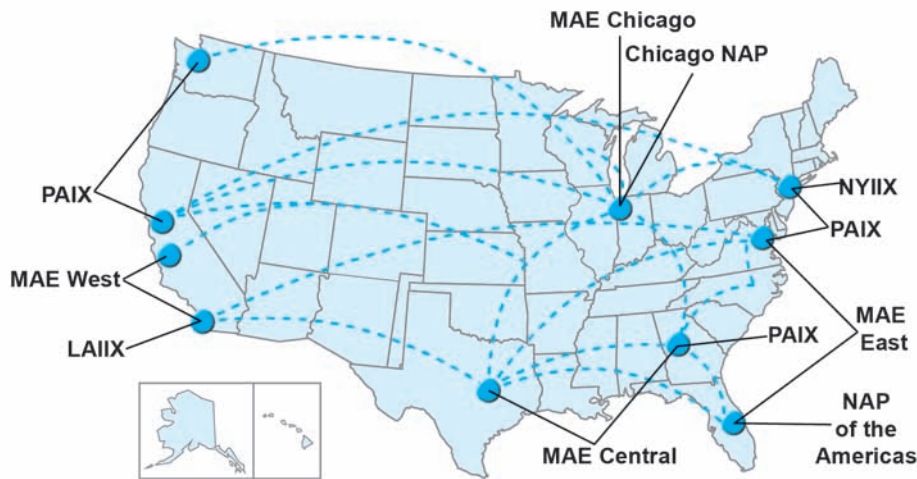 MAE Chicago
Chicago NAP
PAIX
NYIIX
PAIX
MAE West
LAIIX
PAIX
MAE
East
MAE Central
NAP
of the
Americas